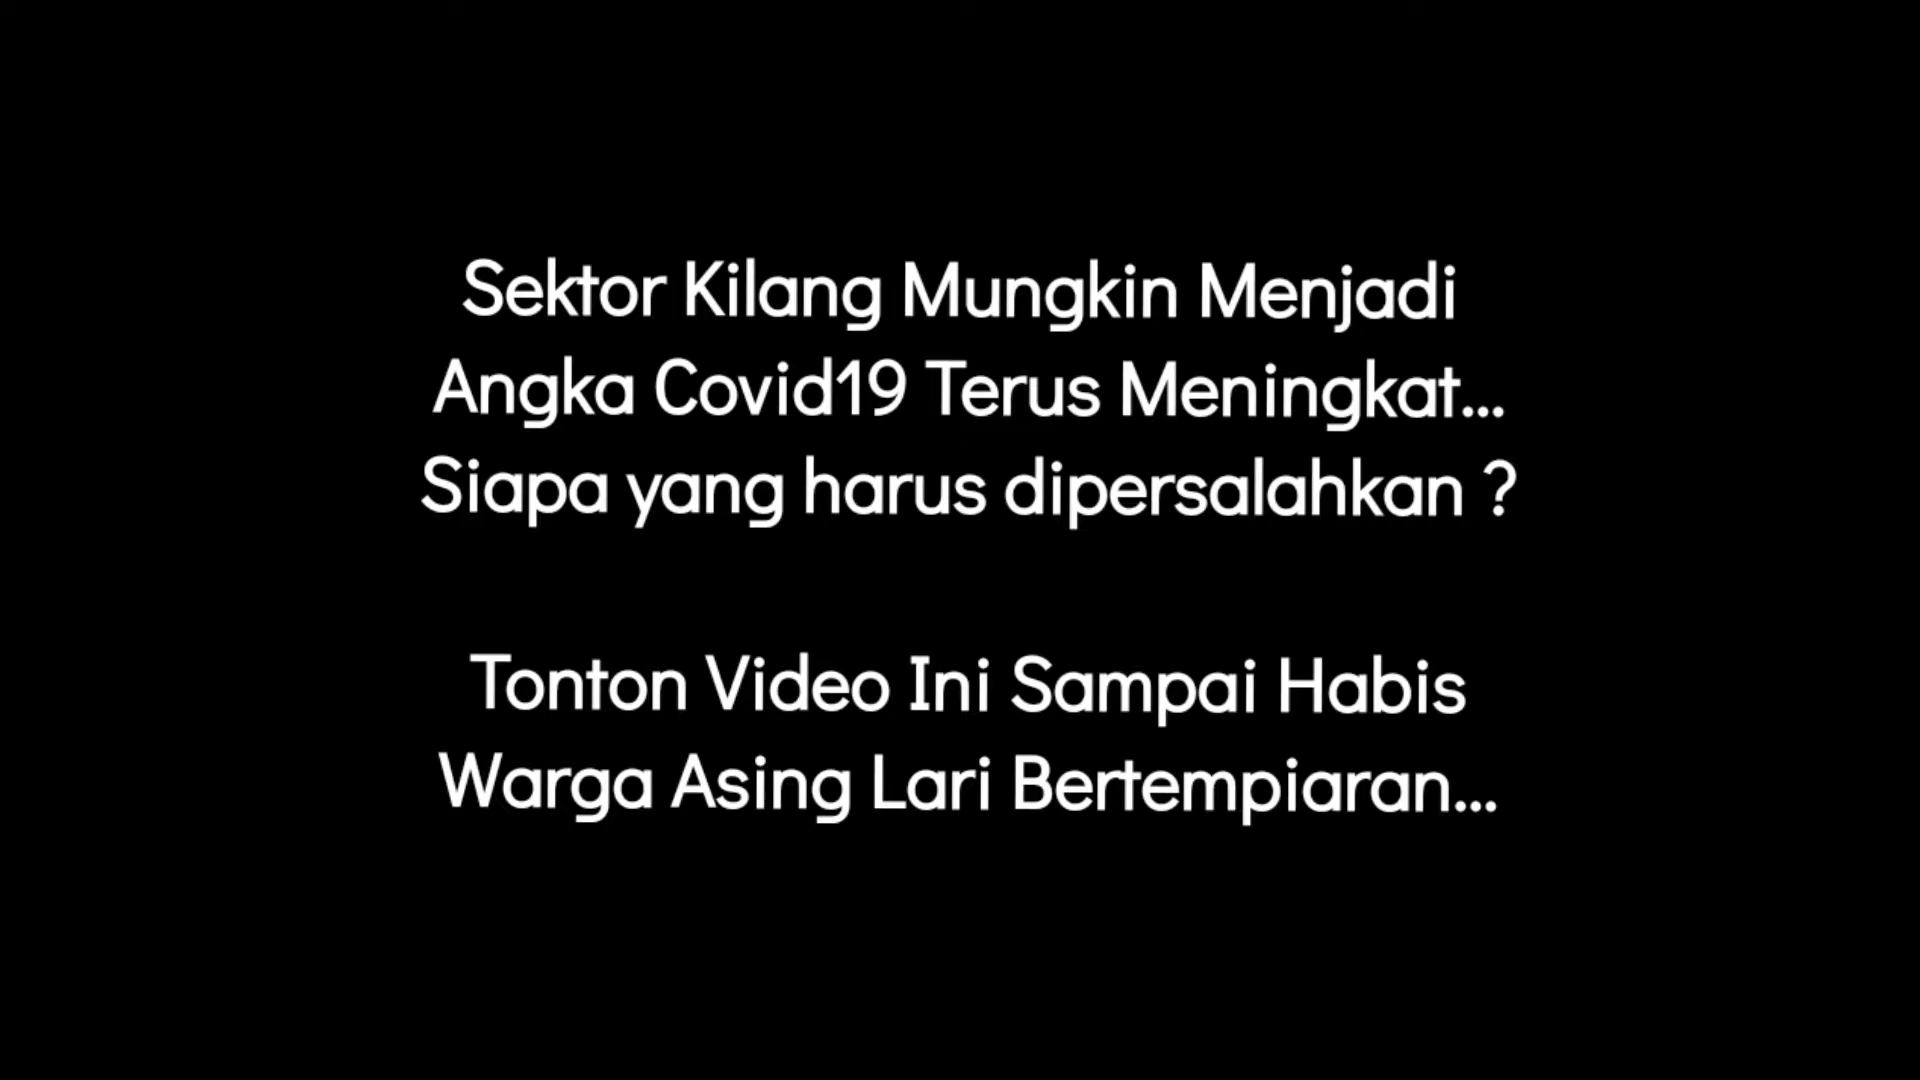 Sektor Kilang Mungkin Menjadi
Angka Covid19 Terus Meningkat...
Siapa yang harus dipersalahkan ?
Tonton Video Ini Sampai Habis
Warga Asing Lari Bertempiaran...